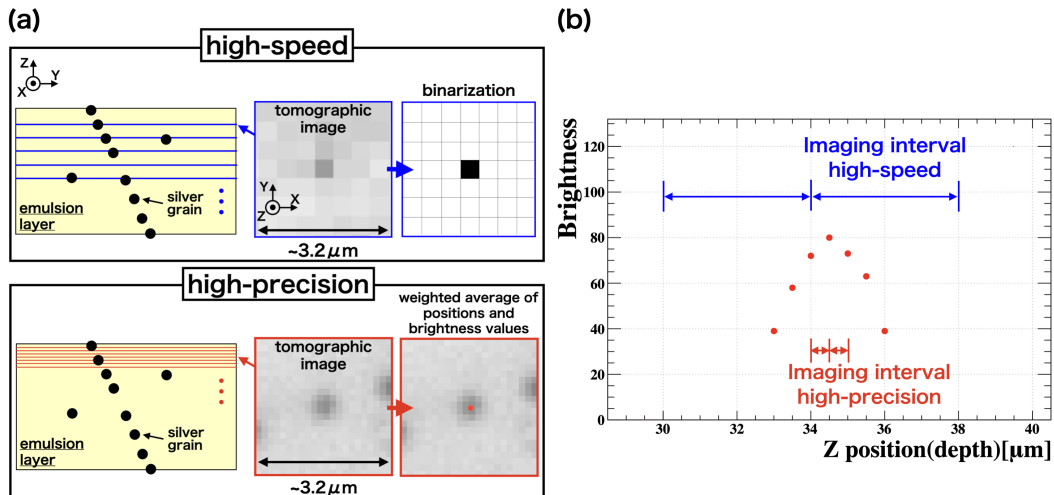 (a)
high-speed
Z
Y
X
tomographic
image
binarization
Y
X
Z
silver
grain
emulsion
layer
~3.2μm
high-precision
weighted average of
positions and
brightness values
tomographic
image
silver
grain
emulsion
layer
~3.2μm
(b)
Brightness
120
100
80
60
40
20
0
Imaging interval
high-speed
Imaging interval
high-precision
30 32 34 36 38 40
Z position(depth)[μm]